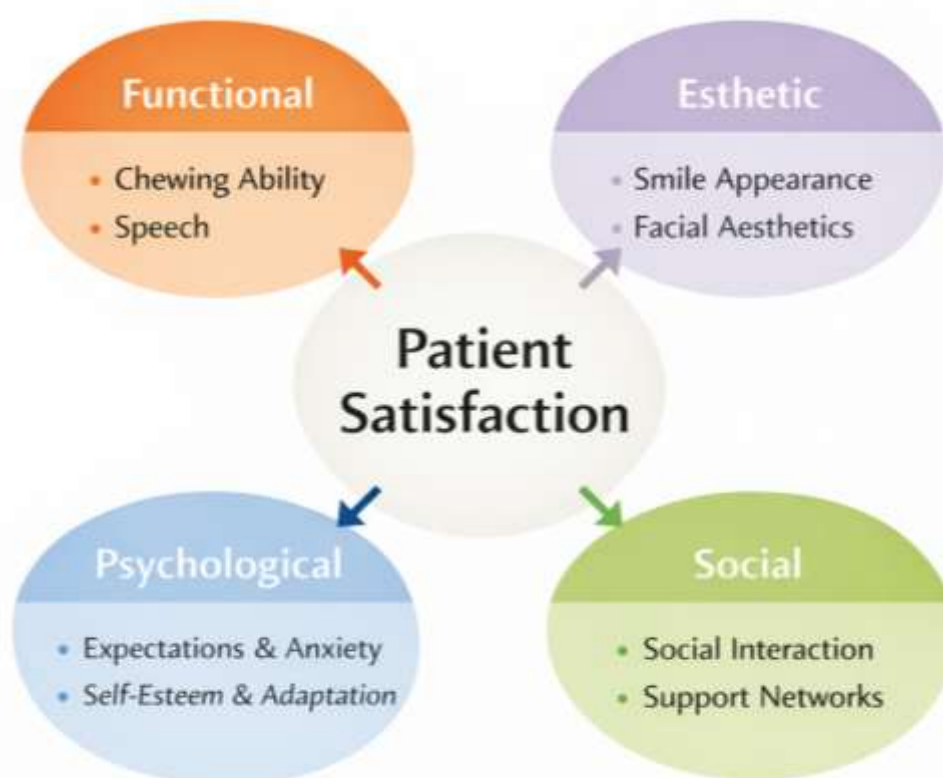 Functional
• Chewing Ability
• Speech
Esthetic
• Smile Appearance
• Facial Aesthetics
Patient
Satisfaction
Psychological
• Expectations & Anxiety
• Self-Esteem & Adaptation
Social
• Social Interaction
• Support Networks